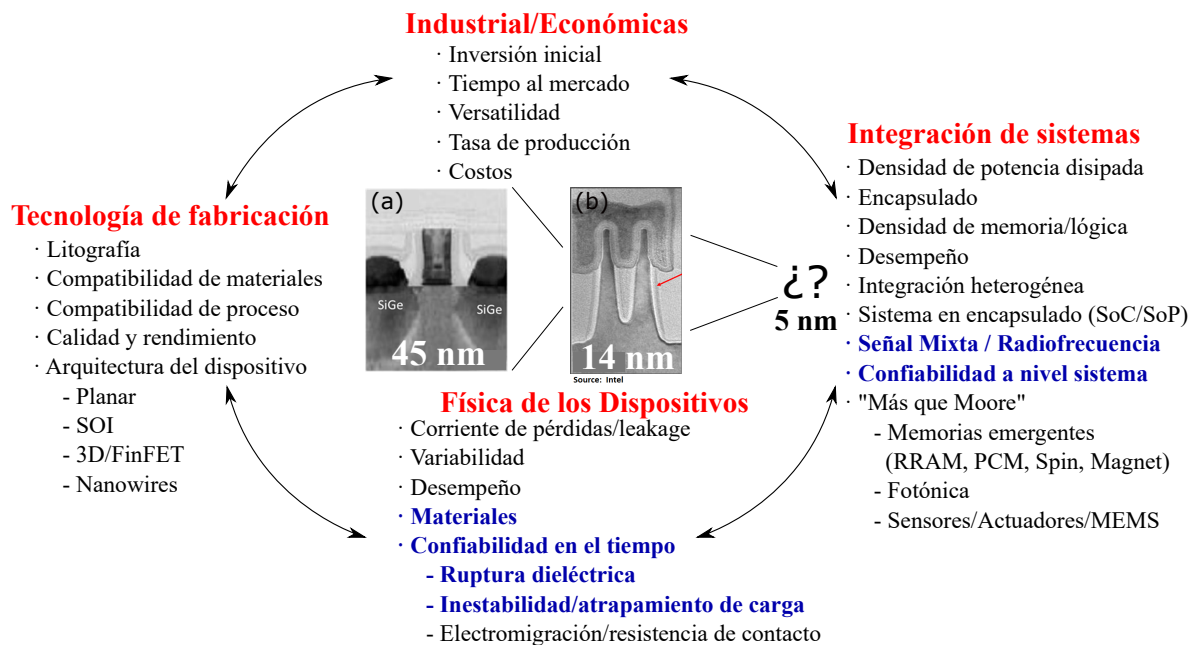 Industrial/Económicas
· Inversión inicial
· Tiempo al mercado
· Versatilidad
· Tasa de producción
· Costos
Tecnología de fabricación
· Litografía
· Compatibilidad de materiales
· Compatibilidad de proceso
· Calidad y rendimiento
· Arquitectura del dispositivo
- Planar
- SOI
- 3D/FinFET
- Nanowires
(a)
SiGe
SiGe
45 nm
(b)
14 nm
Source: Intel
¿?
5 nm
Integración de sistemas
· Densidad de potencia disipada
· Encapsulado
· Densidad de memoria/lógica
· Desempeño
· Integración heterogénea
· Sistema en encapsulado (SoC/SoP)
· Señal Mixta / Radiofrecuencia
· Confiabilidad a nivel sistema
· "Más que Moore"
- Memorias emergentes
(RRAM, PCM, Spin, Magnet)
- Fotónica
- Sensores/Actuadores/MEMS
Física de los Dispositivos
· Corriente de pérdidas/leakage
· Variabilidad
· Desempeño
· Materiales
· Confiabilidad en el tiempo
- Ruptura dieléctrica
- Inestabilidad/atrapamiento de carga
- Electromigración/resistencia de contacto